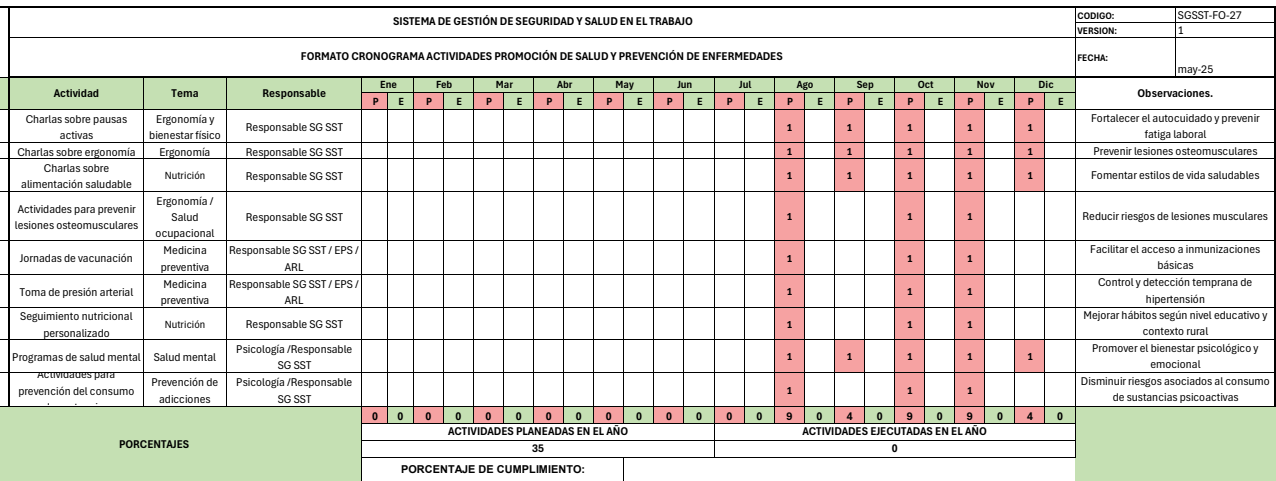 SISTEMA DE GESTIÓN DE SEGURIDAD Y SALUD EN EL TRABAJO
CODIGO: SGSST-FO-27
VERSION: 1
FORMATO CRONOGRAMA ACTIVIDADES PROMOCIÓN DE SALUD Y PREVENCIÓN DE ENFERMEDADES
FECHA: may-25
Actividad Tema Responsable Ene Feb Mar Abr May Jun Jul Ago Sep Oct Nov Dic Observaciones.
P E P E P E P E P E P E P E P E P E P E P E P E
Charlas sobre pausas
activas
Ergonomía y
bienestar físico
Responsable SG SST
1 1 1 1 1
Fortalecer el autocuidado y prevenir
fatiga laboral
Charlas sobre ergonomía Ergonomía Responsable SG SST 1 1 1 1 1 Prevenir lesiones osteomusculares
Charlas sobre
alimentación saludable
Nutrición
Responsable SG SST
1 1 1 1 1
Fomentar estilos de vida saludables
Actividades para prevenir
lesiones osteomusculares
Ergonomía /
Salud
ocupacional
Responsable SG SST
1 1 1
Reducir riesgos de lesiones musculares
Jornadas de vacunación
Medicina
preventiva
Responsable SG SST / EPS /
ARL
1 1 1
Facilitar el acceso a inmunizaciones
básicas
Toma de presión arterial
Medicina
preventiva
Responsable SG SST / EPS /
ARL
1 1 1
Control y detección temprana de
hipertensión
Seguimiento nutricional
personalizado
Nutrición
Responsable SG SST
1 1 1
Mejorar hábitos según nivel educativo y
contexto rural
Programas de salud mental
Salud mental
Psicología /Responsable
SG SST
1 1 1 1 1
Promover el bienestar psicológico y
emocional
Actividades para
prevención del consumo
Prevención de
adicciones
Psicología /Responsable
SG SST
1 1 1
Disminuir riesgos asociados al consumo
de sustancias psicoactivas
0 0 0 0 0 0 0 0 0 0 0 0 0 0 9 0 4 0 9 0 9 0 4 0
PORCENTAJES
ACTIVIDADES PLANEADAS EN EL AÑO ACTIVIDADES EJECUTADAS EN EL AÑO
35 0
PORCENTAJE DE CUMPLIMIENTO: